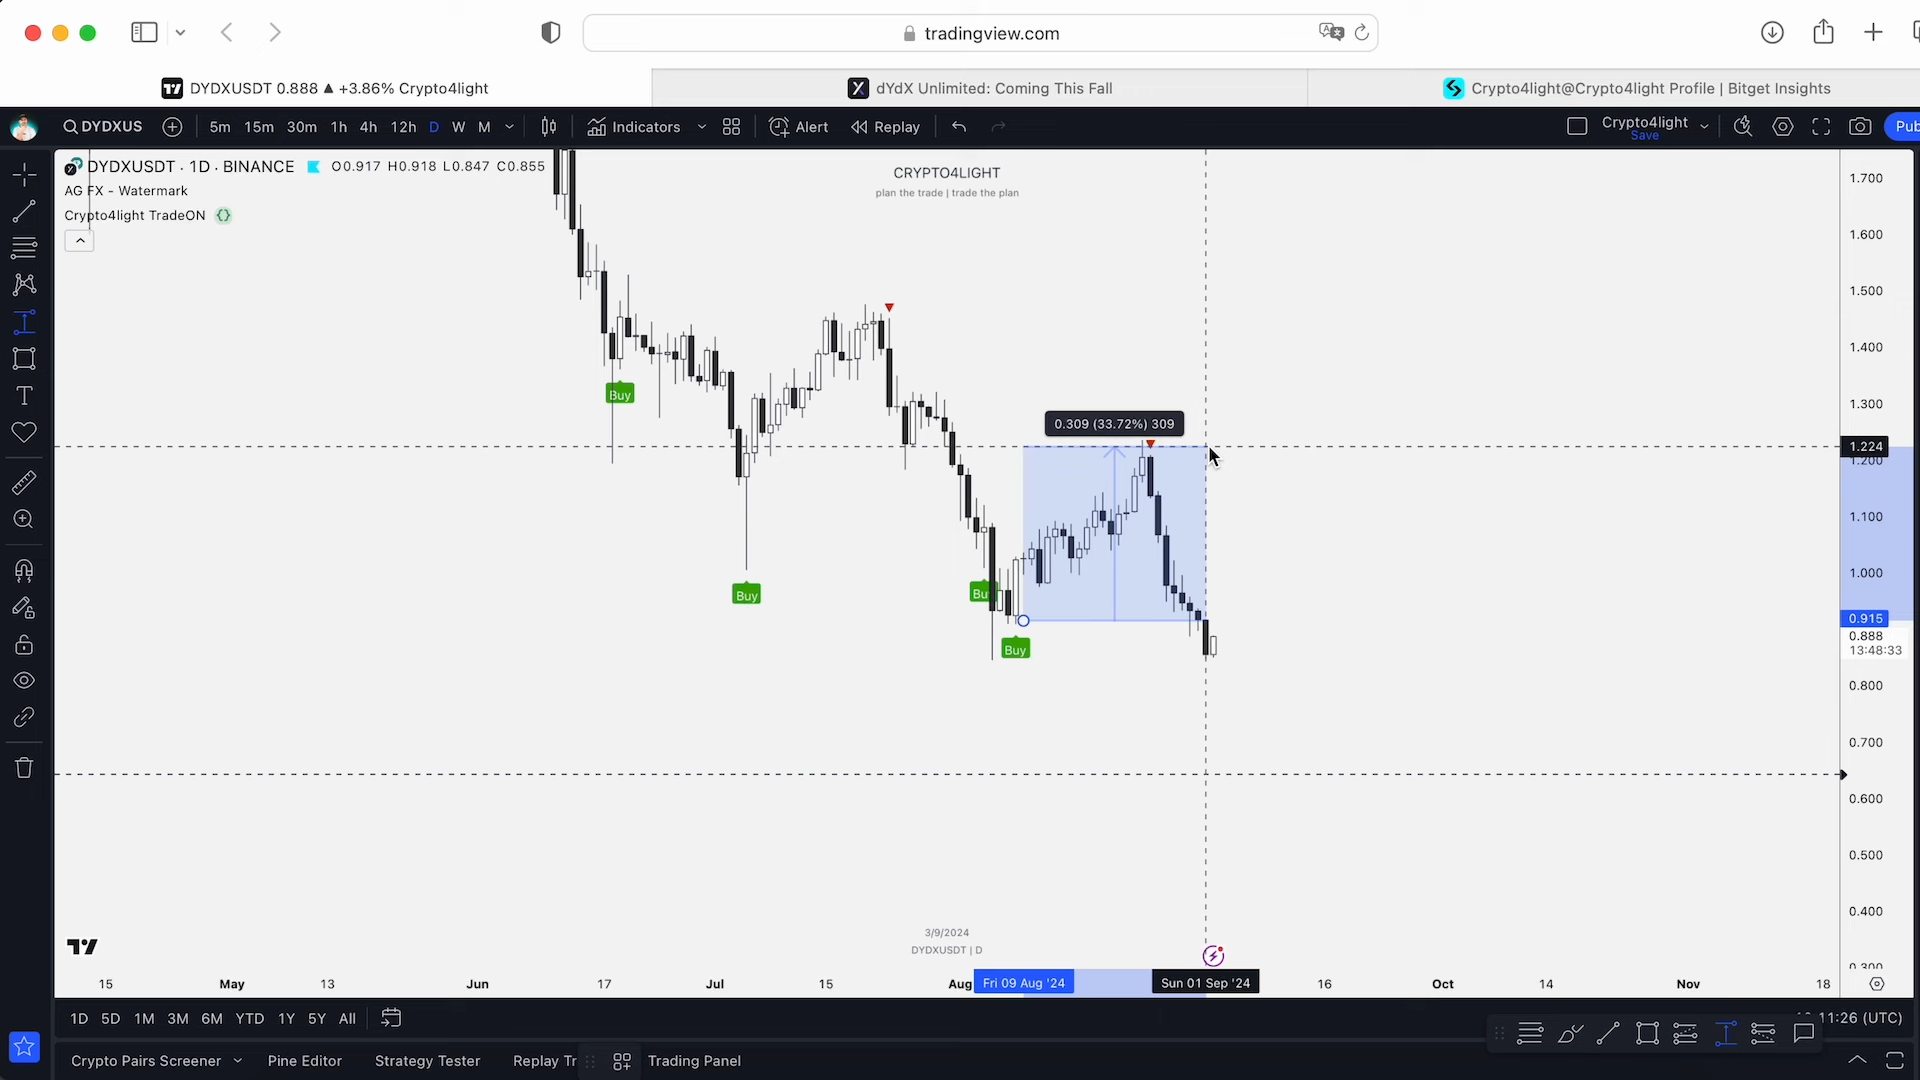 tradingview.com
DYDXUSDT 0.888 ▲ +3.86% Crypto4light
dYdX Unlimited: Coming This Fall
Crypto4light@Crypto4light Profile | Bitget Insights
DYDXUS
5m 15m 30m 1h 4h 12h D W M
Indicators
Alert
Replay
Crypto4light
Save
Pub
DYDXUSDT · 1D · BINANCE
O0.917 H0.918 L0.847 C0.855
AG FX - Watermark
Crypto4light TradeON {}
CRYPTO4LIGHT
plan the trade | trade the plan
1.700
1.600
1.500
1.400
1.300
1.224
1.200
1.100
1.000
0.915
0.888
13:48:33
0.800
0.700
0.600
0.500
0.400
0.300
0.309 (33.72%) 309
Buy
Buy
Bu
Buy
3/9/2024
DYDXUSDT | D
15 May 13 Jun 17 Jul 15 Aug Fri 09 Aug '24 Sun 01 Sep '24 16 Oct 14 Nov 18
1D 5D 1M 3M 6M YTD 1Y 5Y All
11:26 (UTC)
Crypto Pairs Screener
Pine Editor
Strategy Tester
Replay Tr
Trading Panel